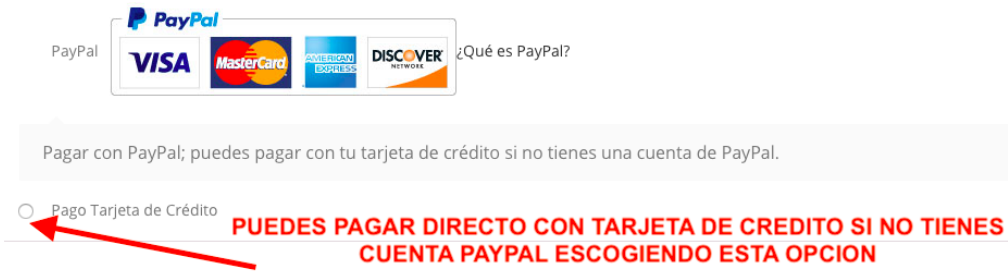 PayPal
PayPal
VISA
MasterCard
AMERICAN
EXPRESS
DISCOVER
NETWORK
¿Qué es PayPal?
Pagar con PayPal; puedes pagar con tu tarjeta de crédito si no tienes una cuenta de PayPal.
Pago Tarjeta de Crédito
PUEDES PAGAR DIRECTO CON TARJETA DE CREDITO SI NO TIENES
CUENTA PAYPAL ESCOGIENDO ESTA OPCION